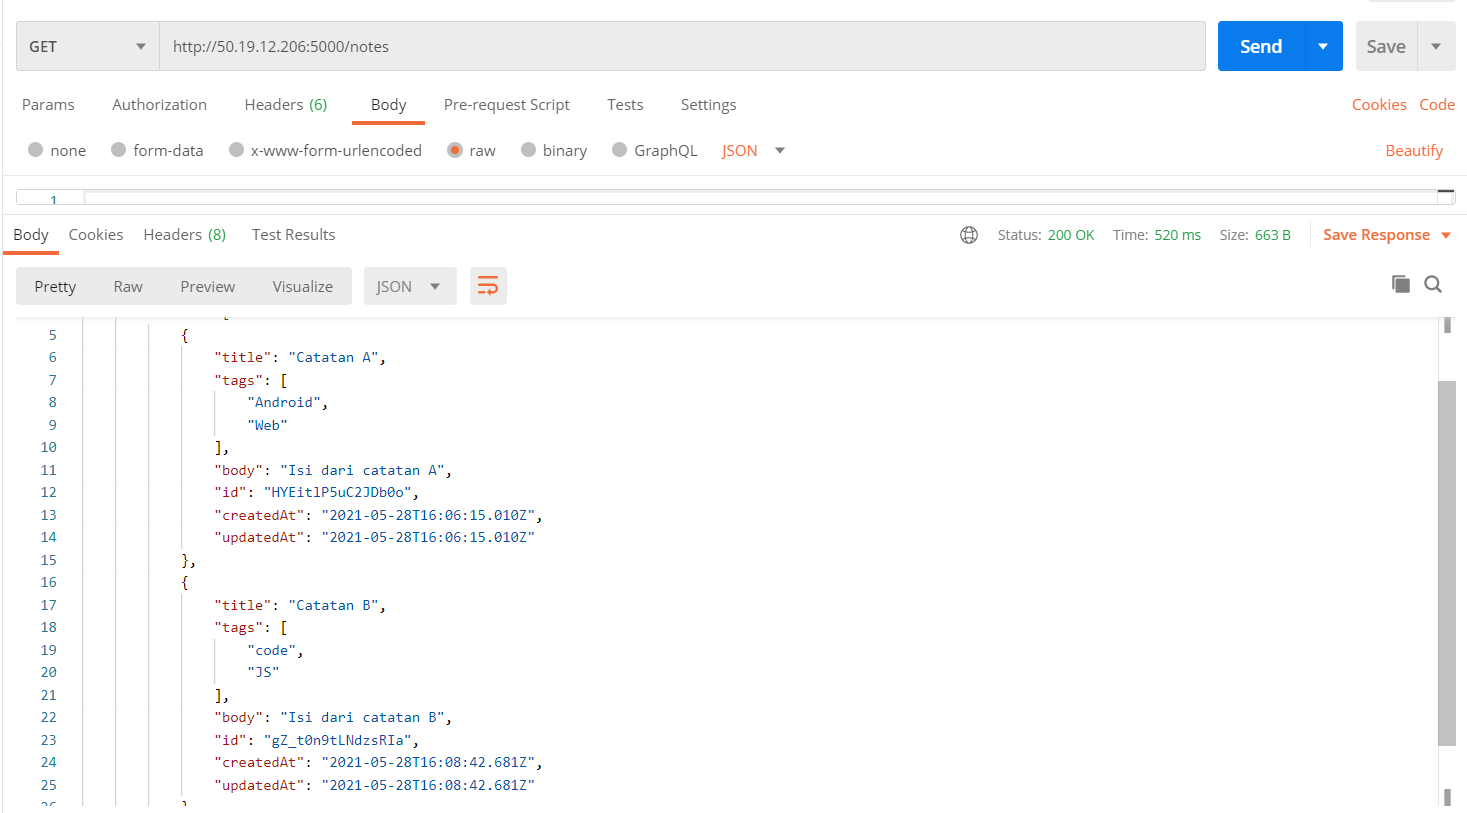 GET http://50.19.12.206:5000/notes Send Save
Params Authorization Headers (6) Body Pre-request Script Tests Settings Cookies Code
none form-data x-www-form-urlencoded raw binary GraphQL JSON Beautify
1
Body Cookies Headers (8) Test Results Status: 200 OK Time: 520 ms Size: 663 B Save Response
Pretty Raw Preview Visualize JSON
5 {
6 "title": "Catatan A",
7 "tags": [
8 "Android",
9 "Web"
10 ],
11 "body": "Isi dari catatan A",
12 "id": "HYEitlP5uC2JDb0o",
13 "createdAt": "2021-05-28T16:06:15.010Z",
14 "updatedAt": "2021-05-28T16:06:15.010Z"
15 },
16 {
17 "title": "Catatan B",
18 "tags": [
19 "code",
20 "JS"
21 ],
22 "body": "Isi dari catatan B",
23 "id": "gZ_t0n9tLNdzsRIa",
24 "createdAt": "2021-05-28T16:08:42.681Z",
25 "updatedAt": "2021-05-28T16:08:42.681Z"
26 }